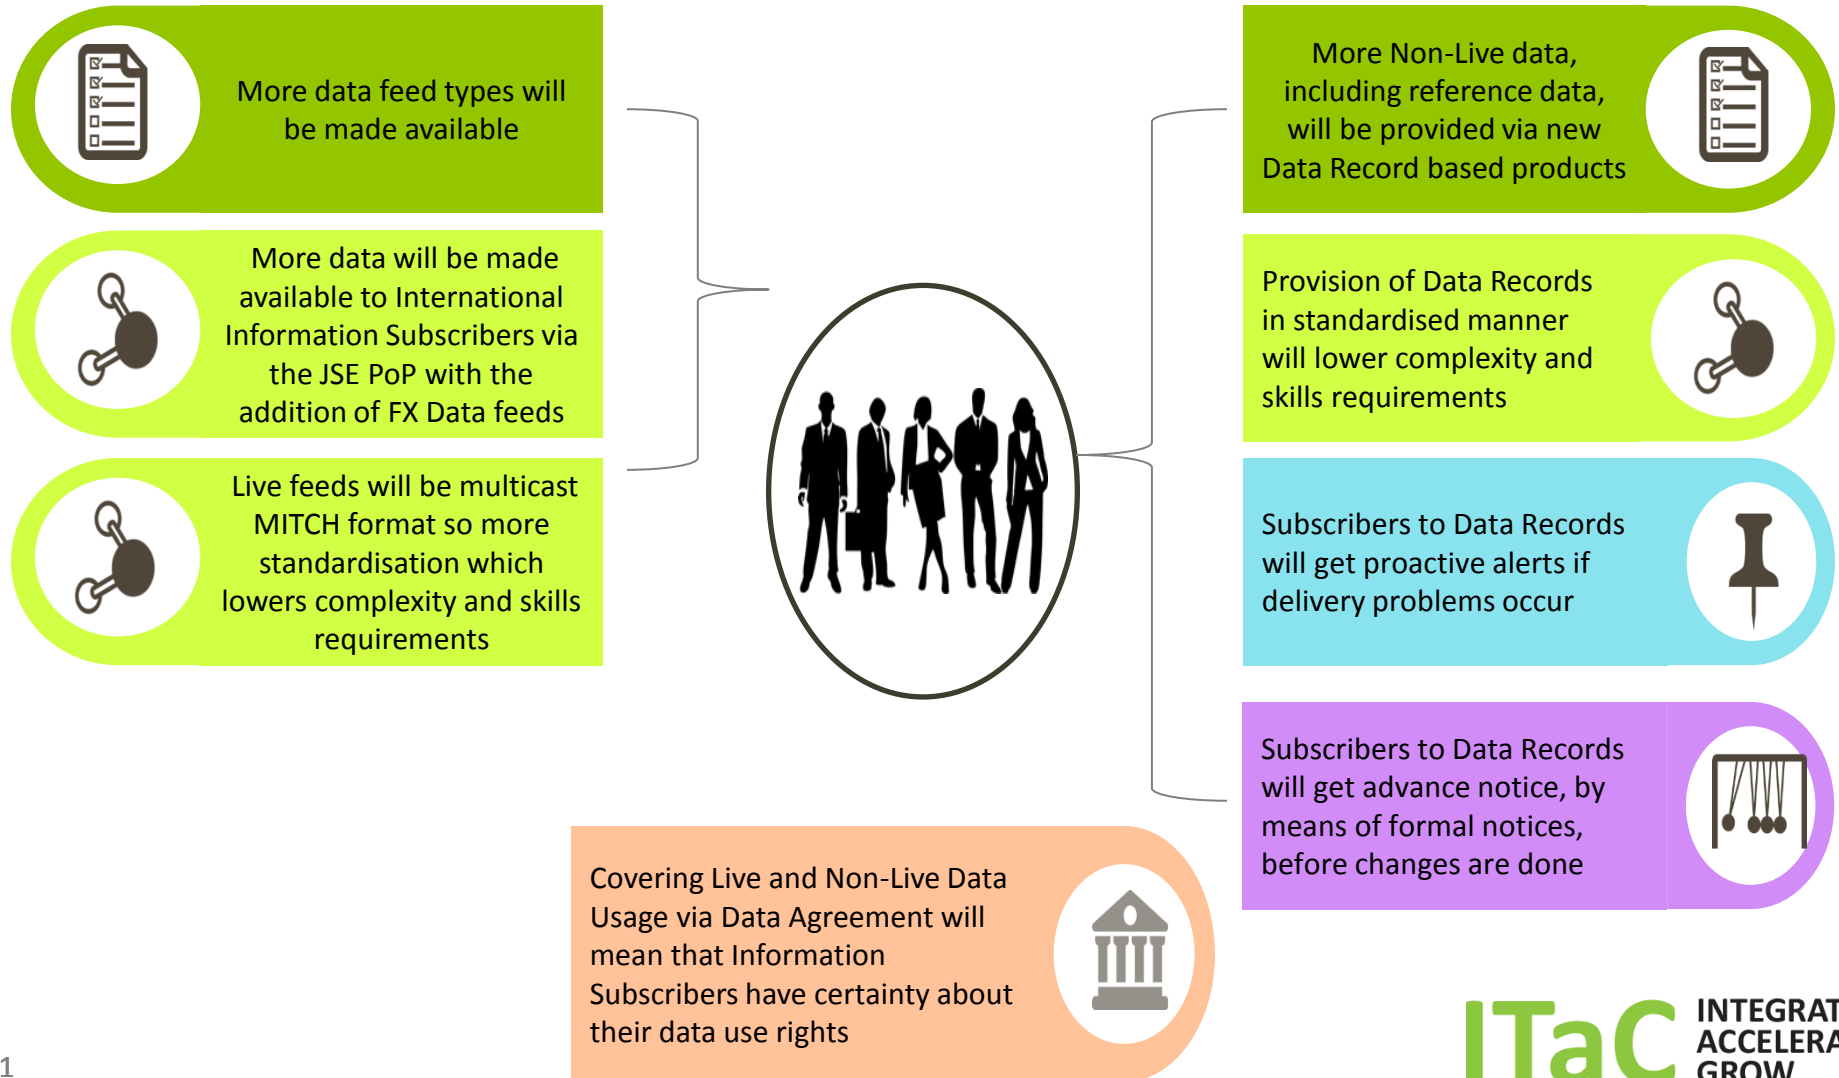 More data feed types will
be made available
More data will be made
available to International
Information Subscribers via
the JSE PoP with the
addition of FX Data feeds
Live feeds will be multicast
MITCH format so more
standardisation which
lowers complexity and skills
requirements
More Non-Live data,
including reference data,
will be provided via new
Data Record based products
Provision of Data Records
in standardised manner
will lower complexity and
skills requirements
Subscribers to Data Records
will get proactive alerts if
delivery problems occur
Subscribers to Data Records
will get advance notice, by
means of formal notices,
before changes are done
Covering Live and Non-Live Data
Usage via Data Agreement will
mean that Information
Subscribers have certainty about
their data use rights
1
ITaC
INTEGRAT
ACCELERA
GROW